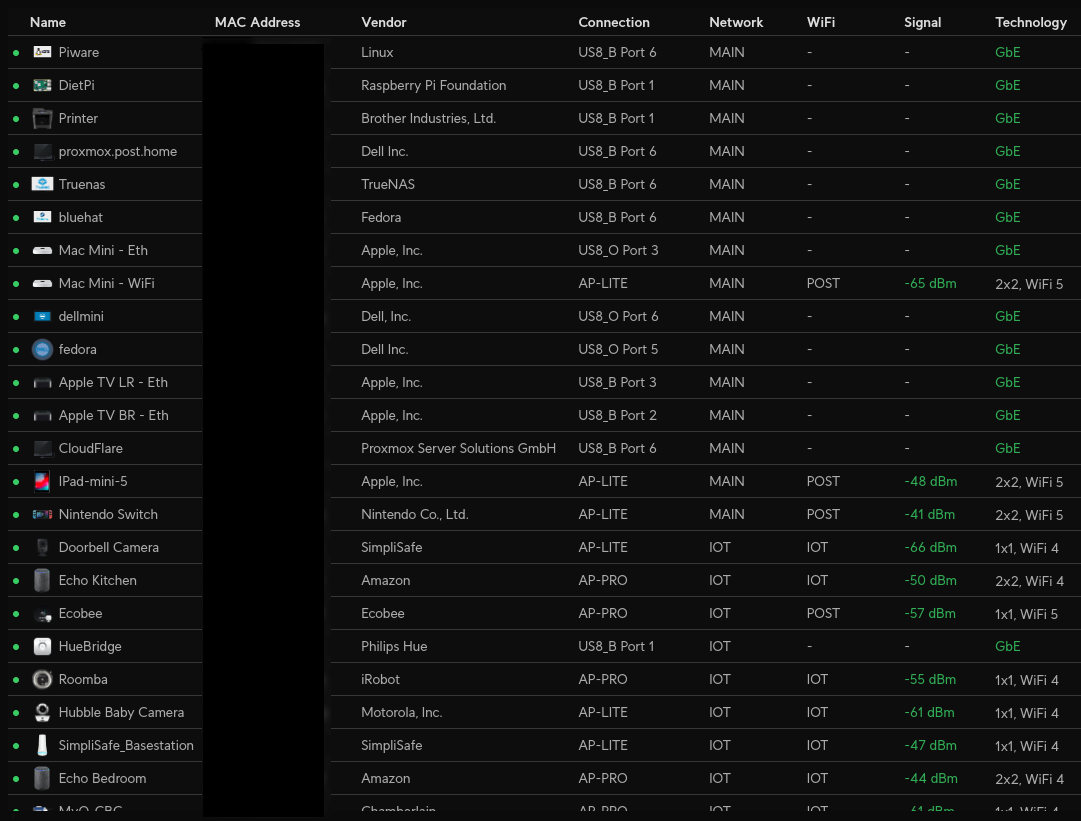 Name MAC Address Vendor Connection Network WiFi Signal Technology
Piware Linux US8_B Port 6 MAIN - - GbE
DietPi Raspberry Pi Foundation US8_B Port 1 MAIN - - GbE
Printer Brother Industries, Ltd. US8_B Port 1 MAIN - - GbE
proxmox.post.home Dell Inc. US8_B Port 6 MAIN - - GbE
Truenas TrueNAS US8_B Port 6 MAIN - - GbE
bluehat Fedora US8_B Port 6 MAIN - - GbE
Mac Mini - Eth Apple, Inc. US8_O Port 3 MAIN - - GbE
Mac Mini - WiFi Apple, Inc. AP-LITE MAIN POST -65 dBm 2x2, WiFi 5
dellmini Dell, Inc. US8_O Port 6 MAIN - - GbE
fedora Dell Inc. US8_O Port 5 MAIN - - GbE
Apple TV LR - Eth Apple, Inc. US8_B Port 3 MAIN - - GbE
Apple TV BR - Eth Apple, Inc. US8_B Port 2 MAIN - - GbE
CloudFlare Proxmox Server Solutions GmbH US8_B Port 6 MAIN - - GbE
IPad-mini-5 Apple, Inc. AP-LITE MAIN POST -48 dBm 2x2, WiFi 5
Nintendo Switch Nintendo Co., Ltd. AP-LITE MAIN POST -41 dBm 2x2, WiFi 5
Doorbell Camera SimpliSafe AP-LITE IOT IOT -66 dBm 1x1, WiFi 4
Echo Kitchen Amazon AP-PRO IOT IOT -50 dBm 2x2, WiFi 4
Ecobee Ecobee AP-PRO IOT POST -57 dBm 1x1, WiFi 5
HueBridge Philips Hue US8_B Port 1 IOT - - GbE
Roomba iRobot AP-PRO IOT IOT -55 dBm 1x1, WiFi 4
Hubble Baby Camera Motorola, Inc. AP-LITE IOT IOT -61 dBm 1x1, WiFi 4
SimpliSafe_Basestation SimpliSafe AP-LITE IOT IOT -47 dBm 1x1, WiFi 4
Echo Bedroom Amazon AP-PRO IOT IOT -44 dBm 2x2, WiFi 4
Chamberlain AP-PRO IOT IOT -61 dBm 1x1, WiFi 4